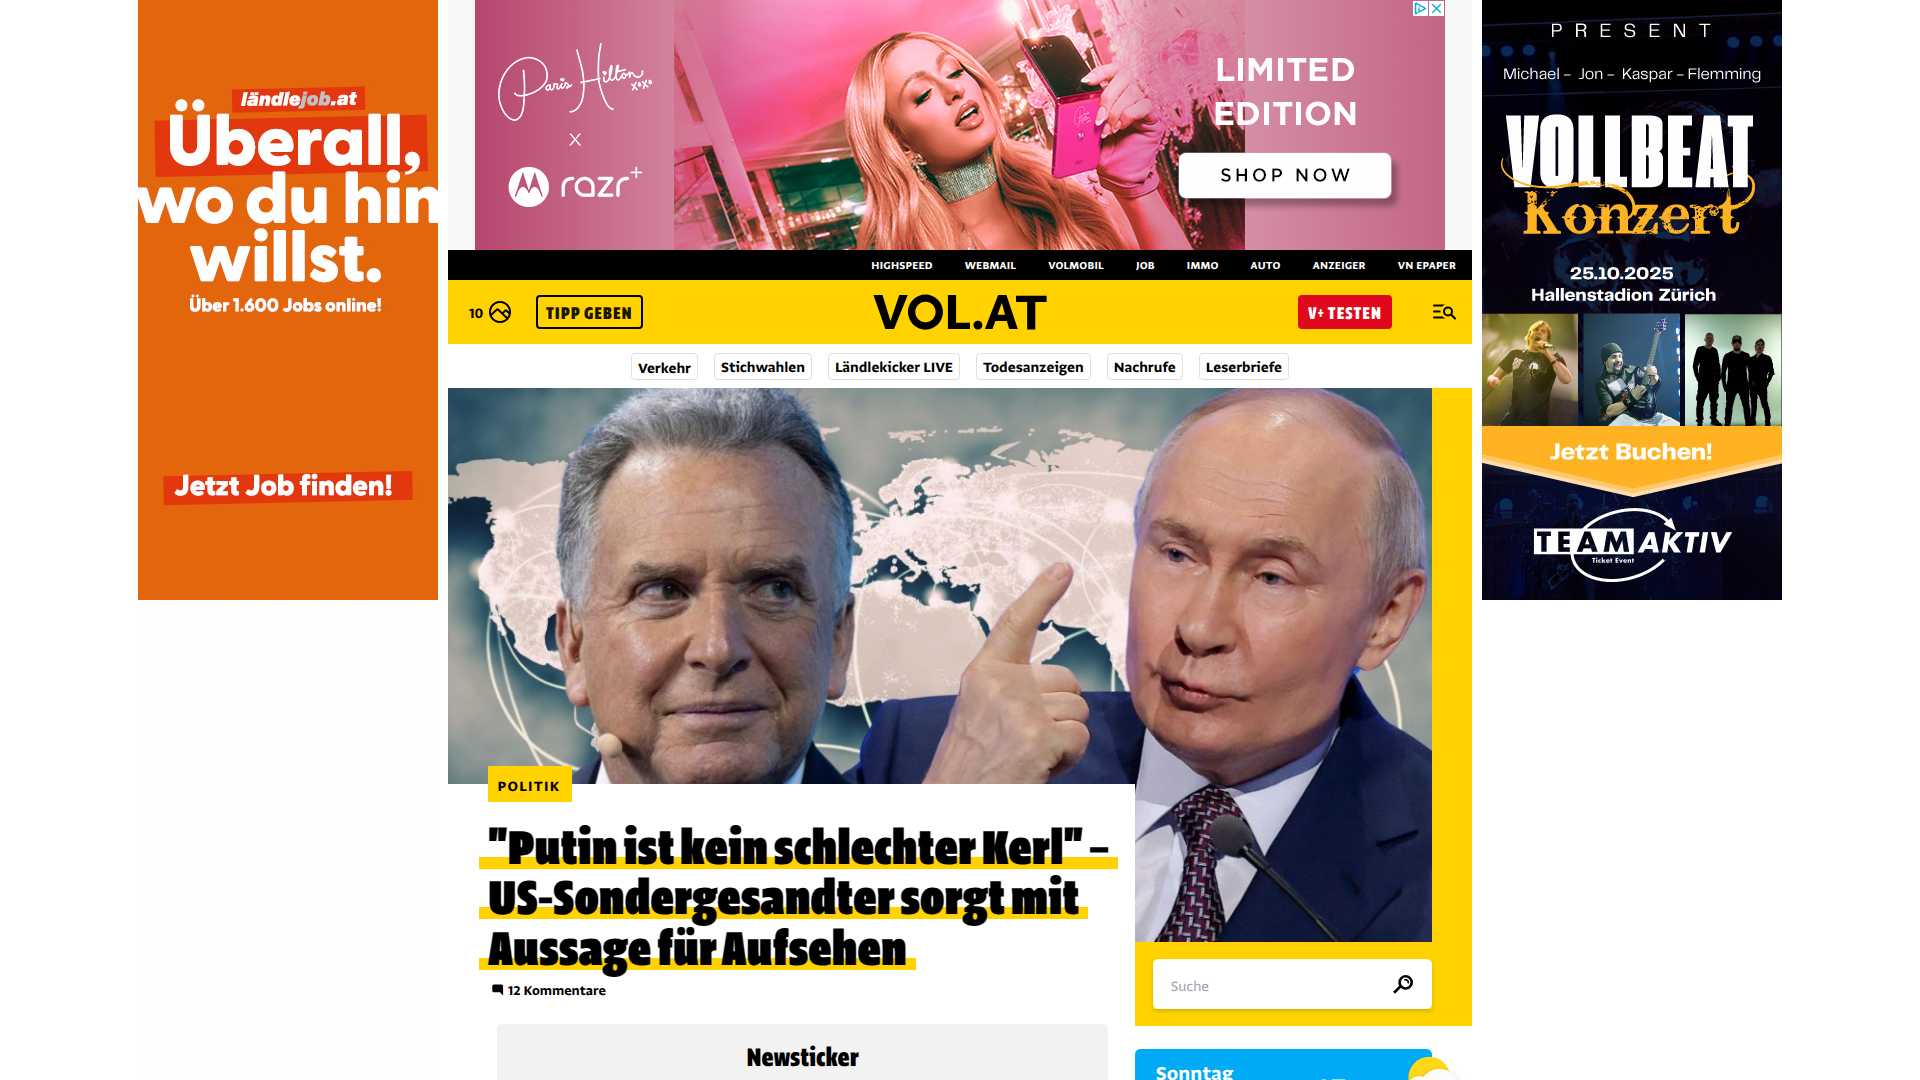 ländlejob.at
Überall,
wo du hin
willst.
Über 1.600 Jobs online!
Jetzt Job finden!
Paris Hilton
xoxo
X
razr+
LIMITED
EDITION
SHOP NOW
PRESENT
Michael – Jon – Kaspar – Flemming
VOLLBEAT
Konzert
25.10.2025
Hallenstadion Zürich
Jetzt Buchen!
TEAM AKTIV
Ticket Event
HIGHSPEED WEBMAIL VOLMOBIL JOB IMMO AUTO ANZEIGER VN EPAPER
10 TIPP GEBEN VOL.AT V+ TESTEN
Verkehr Stichwahlen Ländlekicker LIVE Todesanzeigen Nachrufe Leserbriefe
POLITIK
"Putin ist kein schlechter Kerl" –
US-Sondergesandter sorgt mit
Aussage für Aufsehen
12 Kommentare
Newsticker
Suche
Sonntag